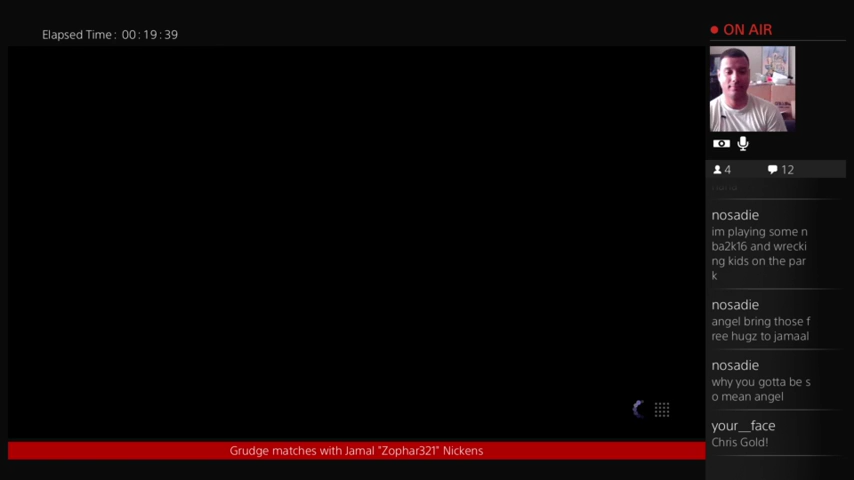 Elapsed Time: 00:19:39
ON AIR
4
12
nosadie
im playing some n
ba2k16 and wrecki
ng kids on the par
k
nosadie
angel bring those f
ree hugz to jamaal
nosadie
why you gotta be s
o mean angel
your__face
Chris Gold!
Grudge matches with Jamal "Zophar321" Nickens